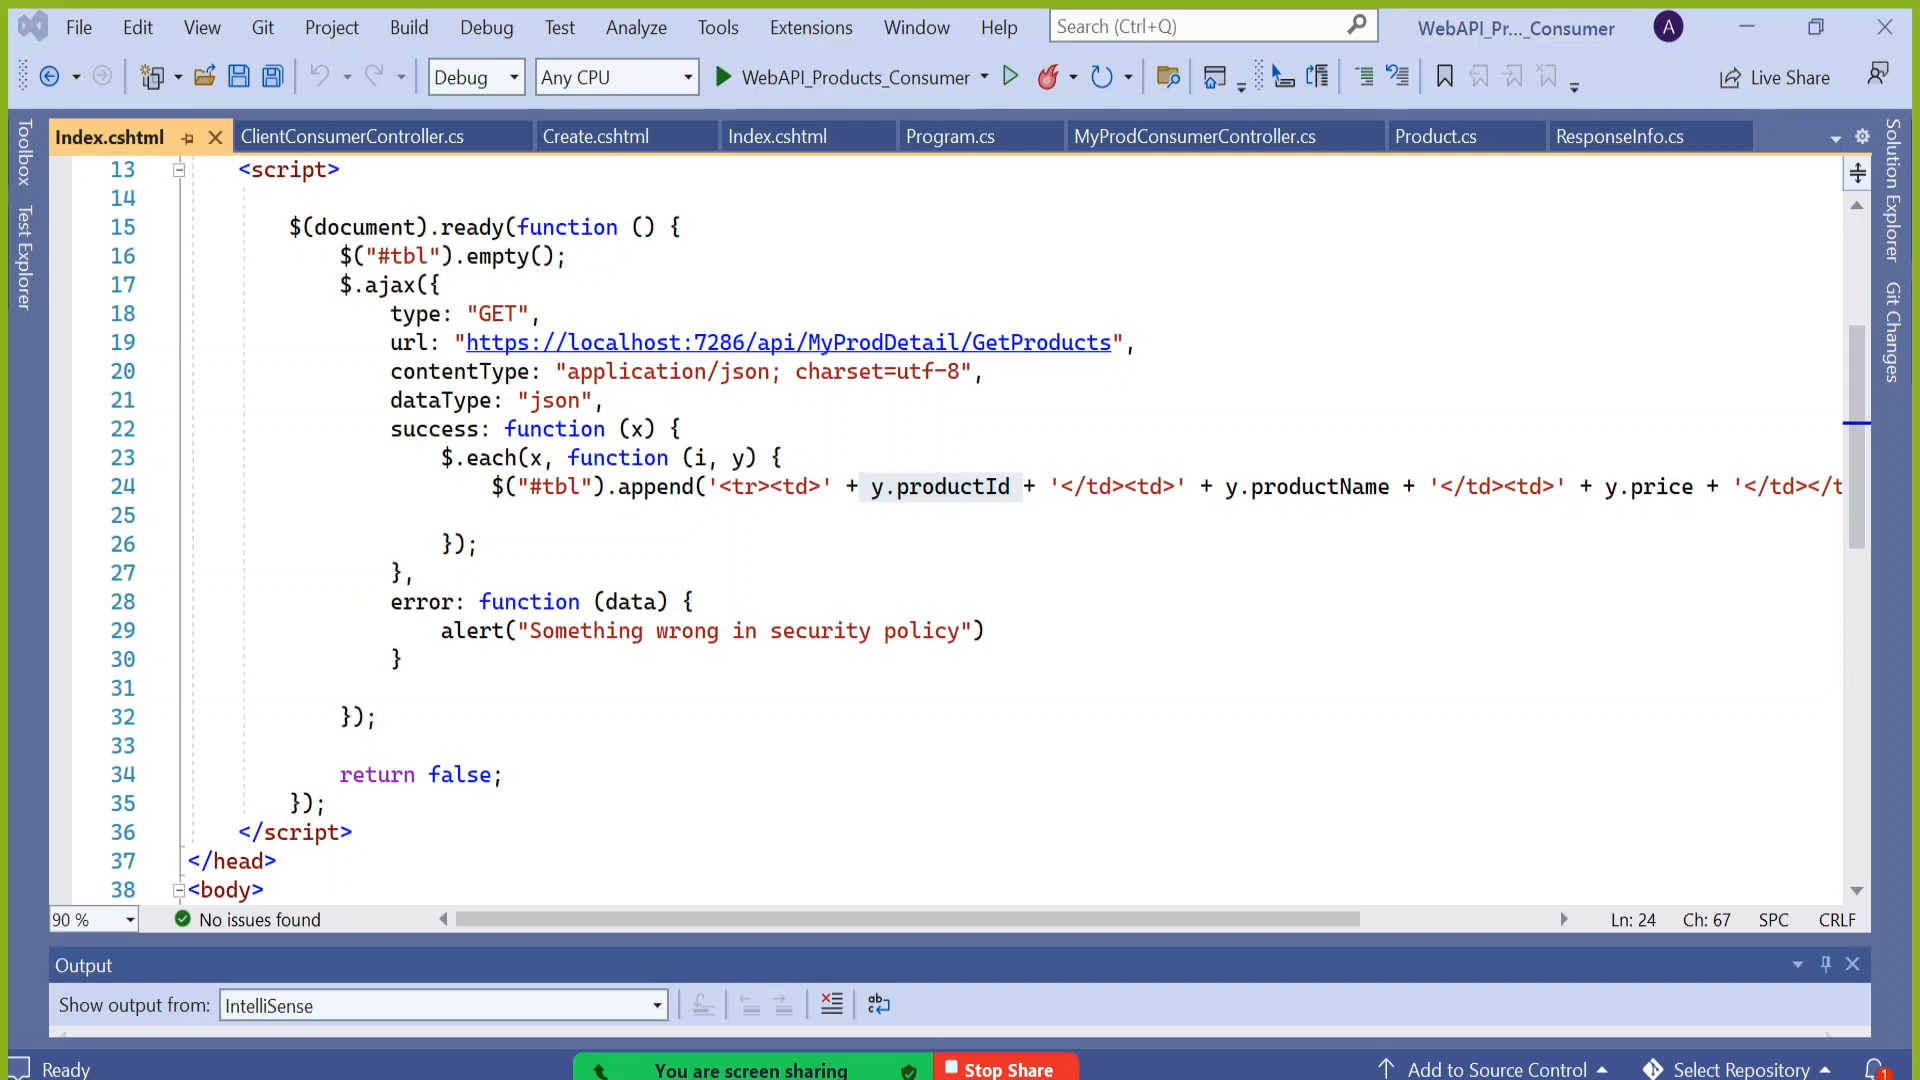 File Edit View Git Project Build Debug Test Analyze Tools Extensions Window Help Search (Ctrl+Q) WebAPI_Pr..._Consumer A
Debug Any CPU WebAPI_Products_Consumer Live Share
Index.cshtml ClientConsumerController.cs Create.cshtml Index.cshtml Program.cs MyProdConsumerController.cs Product.cs ResponseInfo.cs
Toolbox
Test Explorer
Solution Explorer
Git Changes
13 <script>
14
15 $(document).ready(function () {
16 $("#tbl").empty();
17 $.ajax({
18 type: "GET",
19 url: "https://localhost:7286/api/MyProdDetail/GetProducts",
20 contentType: "application/json; charset=utf-8",
21 dataType: "json",
22 success: function (x) {
23 $.each(x, function (i, y) {
24 $("#tbl").append('<tr><td>' + y.productId + '</td><td>' + y.productName + '</td><td>' + y.price + '</td></t
25
26 });
27 },
28 error: function (data) {
29 alert("Something wrong in security policy")
30 }
31
32 });
33
34 return false;
35 });
36 </script>
37 </head>
38 <body>
90 % No issues found Ln: 24 Ch: 67 SPC CRLF
Output
Show output from: IntelliSense
Ready You are screen sharing Stop Share Add to Source Control Select Repository 1